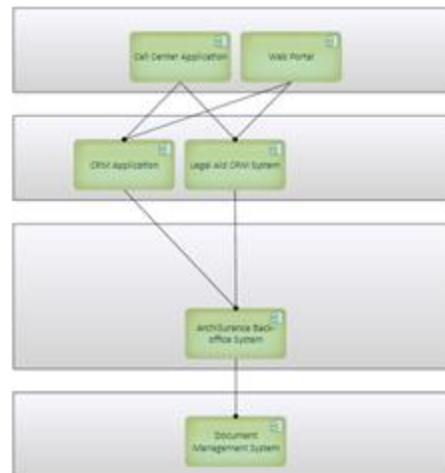 Call Center Application
Web Portal
CRM Application
Legal Aid CRM System
ArchiSurance Back-
office System
Document
Management System